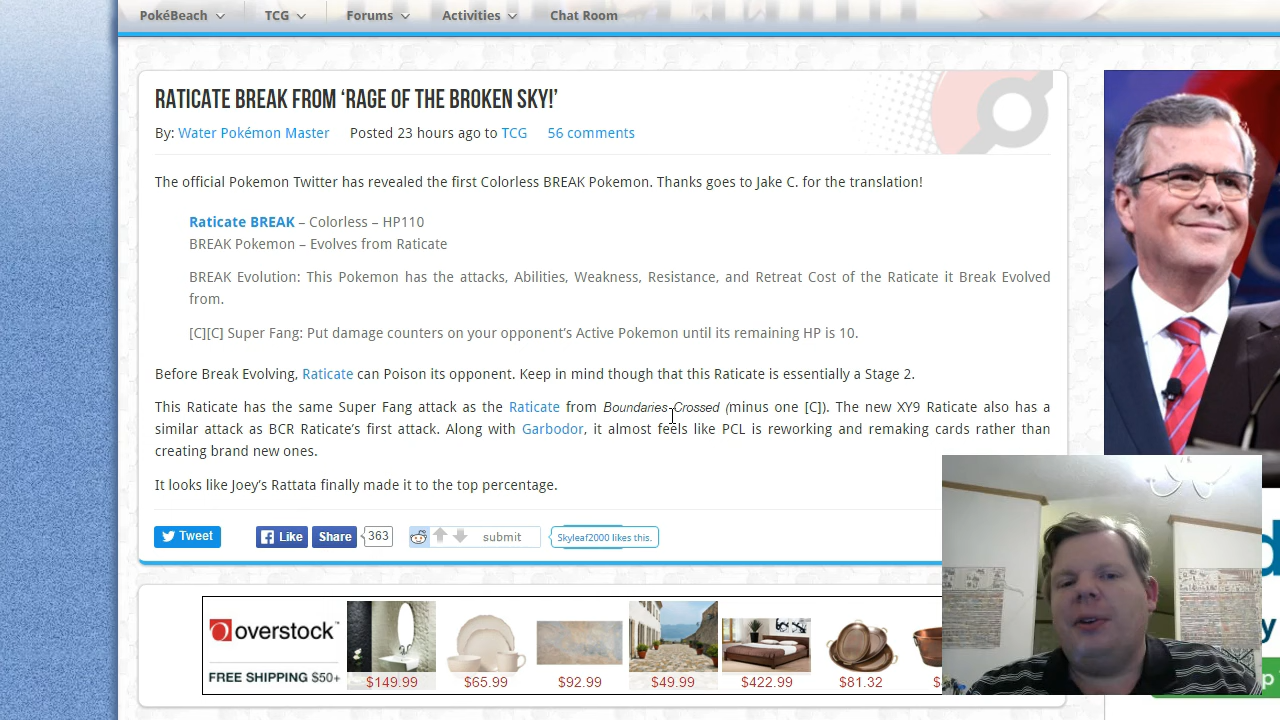 PokéBeach TCG Forums Activities Chat Room
RATICATE BREAK FROM ‘RAGE OF THE BROKEN SKY!’
By: Water Pokémon Master Posted 23 hours ago to TCG 56 comments
The official Pokemon Twitter has revealed the first Colorless BREAK Pokemon. Thanks goes to Jake C. for the translation!
Raticate BREAK – Colorless – HP110
BREAK Pokemon – Evolves from Raticate
BREAK Evolution: This Pokemon has the attacks, Abilities, Weakness, Resistance, and Retreat Cost of the Raticate it Break Evolved
from.
[C][C] Super Fang: Put damage counters on your opponent’s Active Pokemon until its remaining HP is 10.
Before Break Evolving, Raticate can Poison its opponent. Keep in mind though that this Raticate is essentially a Stage 2.
This Raticate has the same Super Fang attack as the Raticate from Boundaries Crossed (minus one [C]). The new XY9 Raticate also has a
similar attack as BCR Raticate’s first attack. Along with Garbodor, it almost feels like PCL is reworking and remaking cards rather than
creating brand new ones.
It looks like Joey’s Rattata finally made it to the top percentage.
Tweet Like Share 363 submit Skyleaf2000 likes this.
overstock™
FREE SHIPPING $50+
$149.99 $65.99 $92.99 $49.99 $422.99 $81.32 $